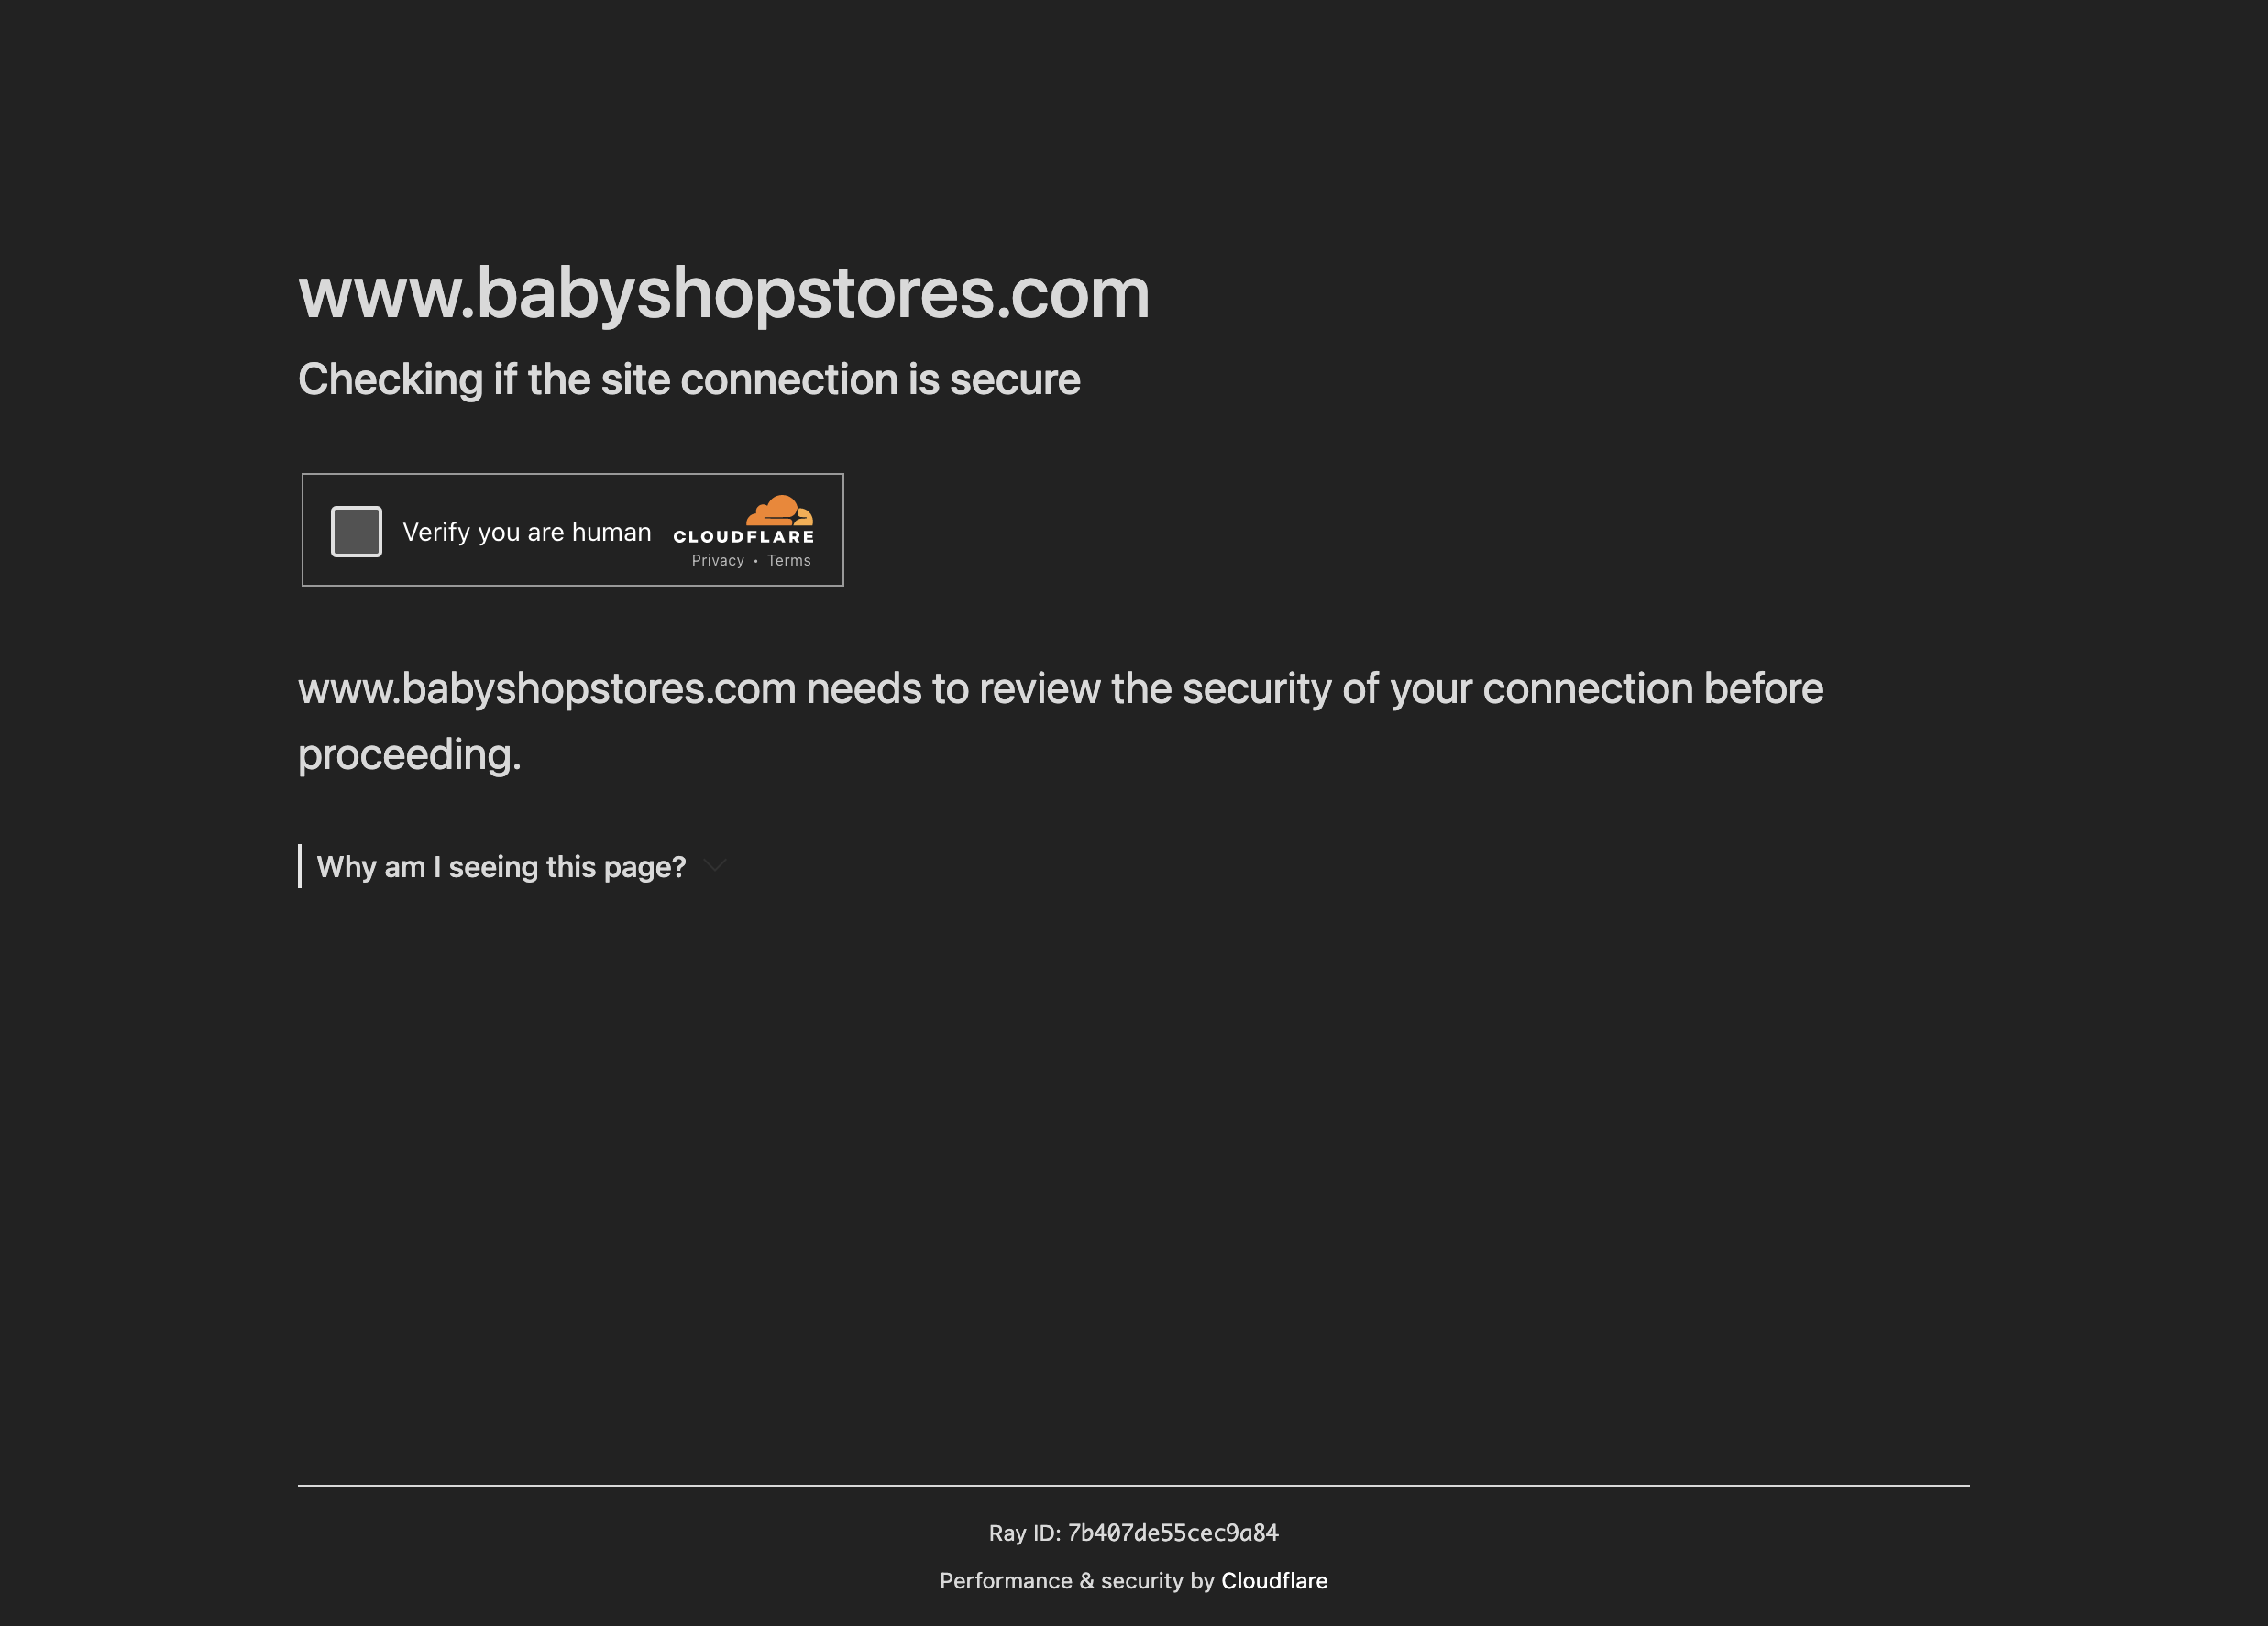 www.babyshopstores.com
Checking if the site connection is secure
Verify you are human
CLOUDFLARE
Privacy • Terms
www.babyshopstores.com needs to review the security of your connection before
proceeding.
Why am I seeing this page?
Ray ID: 7b407de55cec9a84
Performance & security by Cloudflare